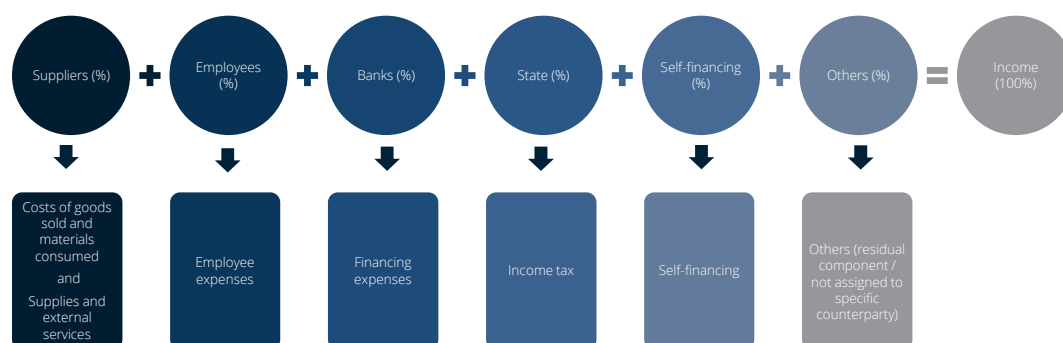 Suppliers (%)
+
Employees
(%)
+
Banks (%)
+
State (%)
+
Self-financing
(%)
+
Others (%)
=
Income
(100%)
Costs of goods
sold and
materials
consumed
and
Supplies and
external
services
Employee
expenses
Financing
expenses
Income tax
Self-financing
Others (residual
component /
not assigned to
specific
counterparty)